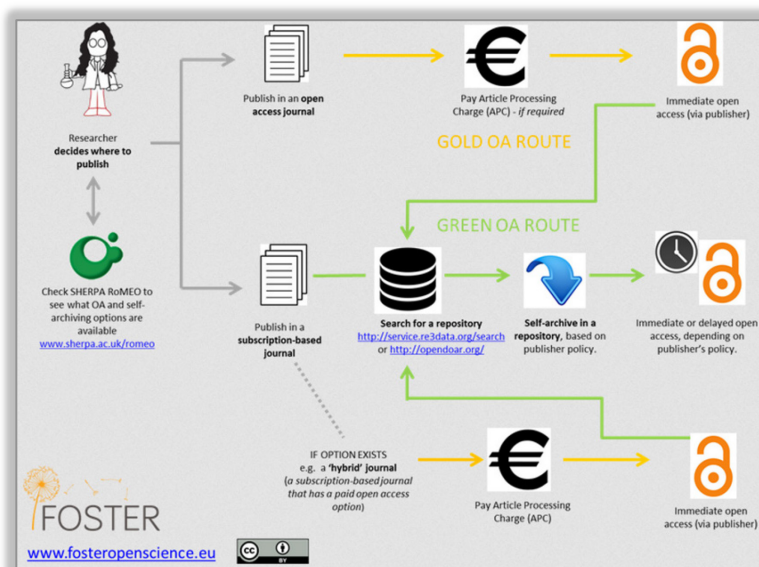 Researcher
decides where to
publish
Check SHERPA RoMEO to
see what OA and self-
archiving options are
available
www.sherpa.ac.uk/romeo
Publish in an open
access journal
Pay Article Processing
Charge (APC) - if required
Immediate open
access (via publisher)
GOLD OA ROUTE
GREEN OA ROUTE
Publish in a
subscription-based
journal
Search for a repository
http://service.re3data.org/search
or http://opendoar.org/
Self-archive in a
repository, based on
publisher policy.
Immediate or delayed open
access, depending on
publisher's policy.
IF OPTION EXISTS
e.g. a 'hybrid' journal
(a subscription-based journal
that has a paid open access
option)
Pay Article Processing
Charge (APC)
Immediate open
access (via publisher)
FOSTER
www.fosteropenscience.eu
cc
BY